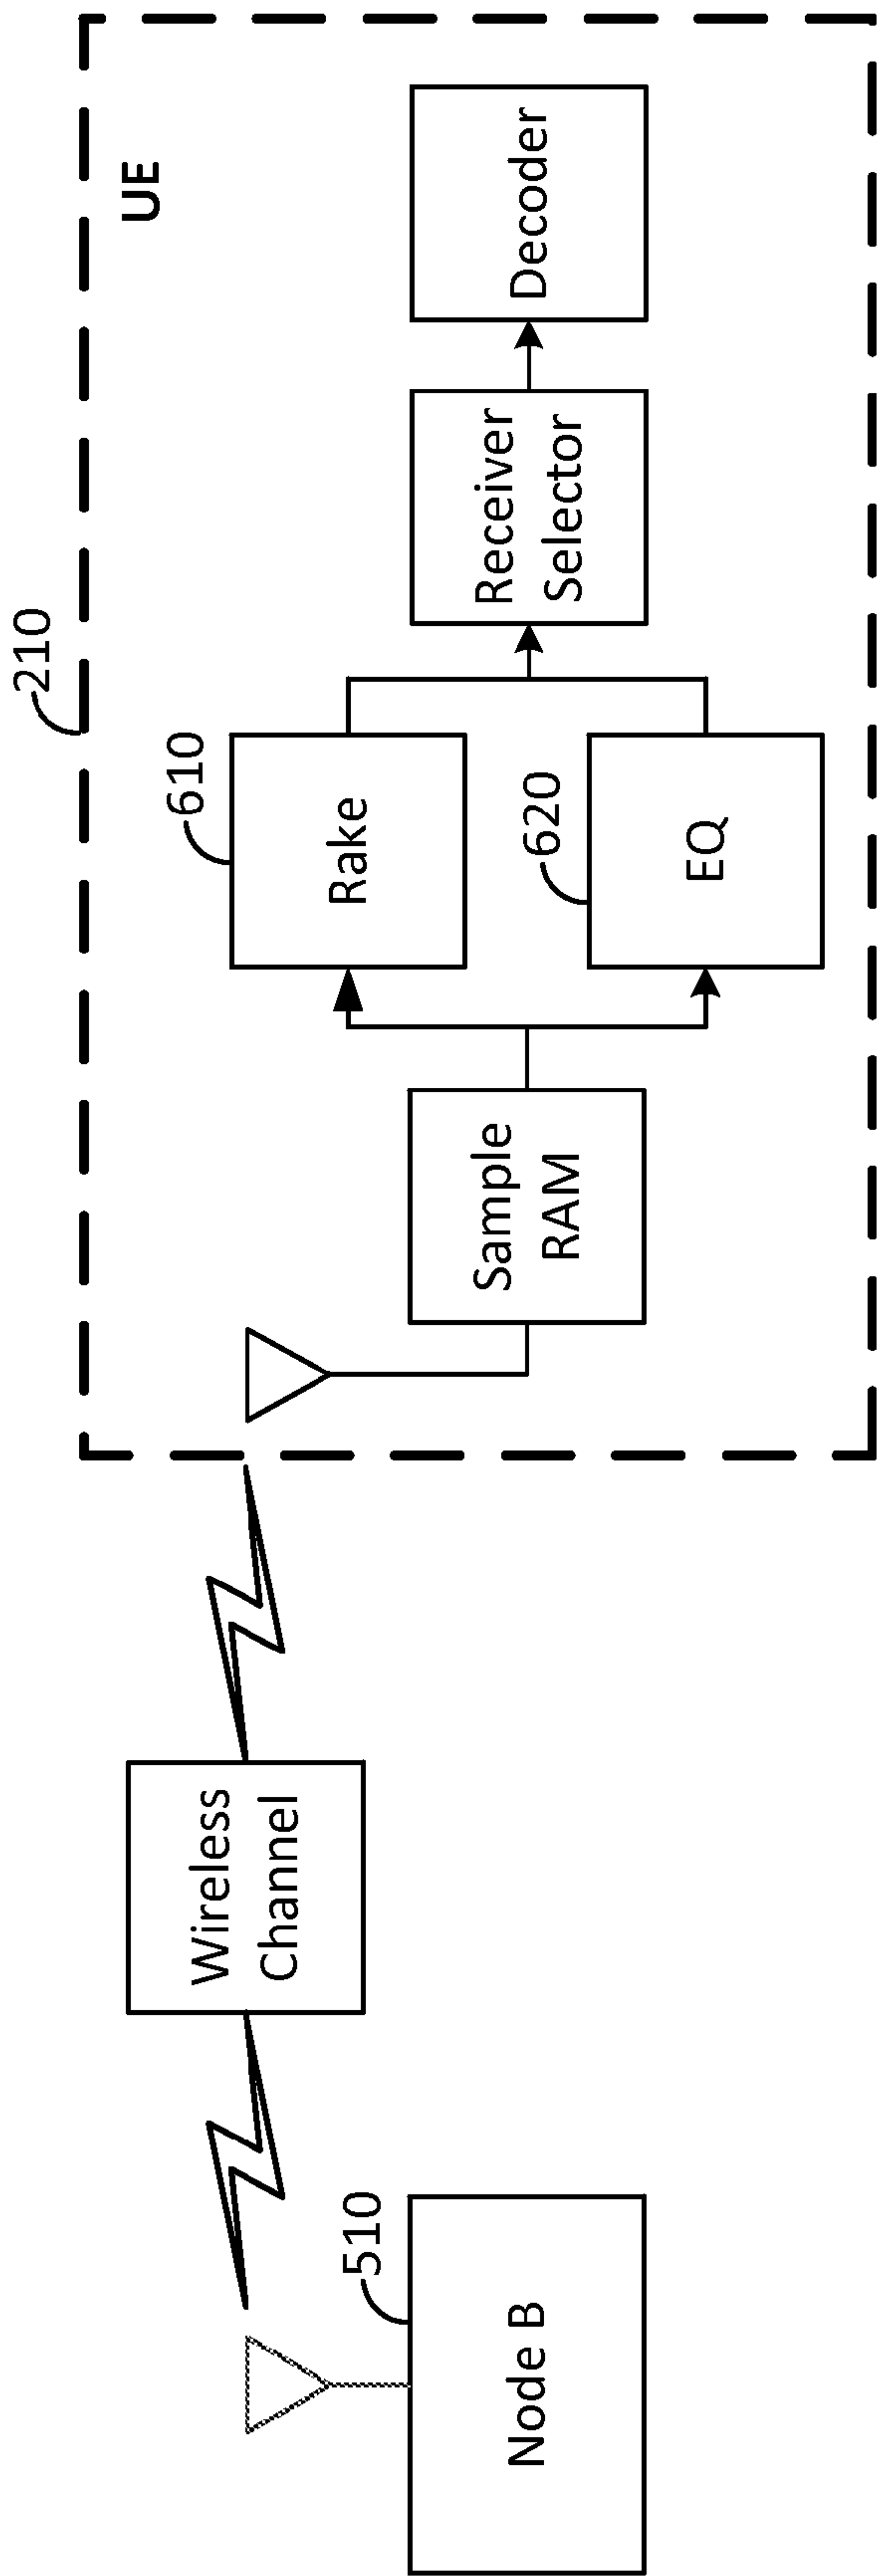 210
UE
Wireless
Channel
610
Rake
Sample
RAM
Receiver
Selector
Decoder
510
Node B
620
EQ